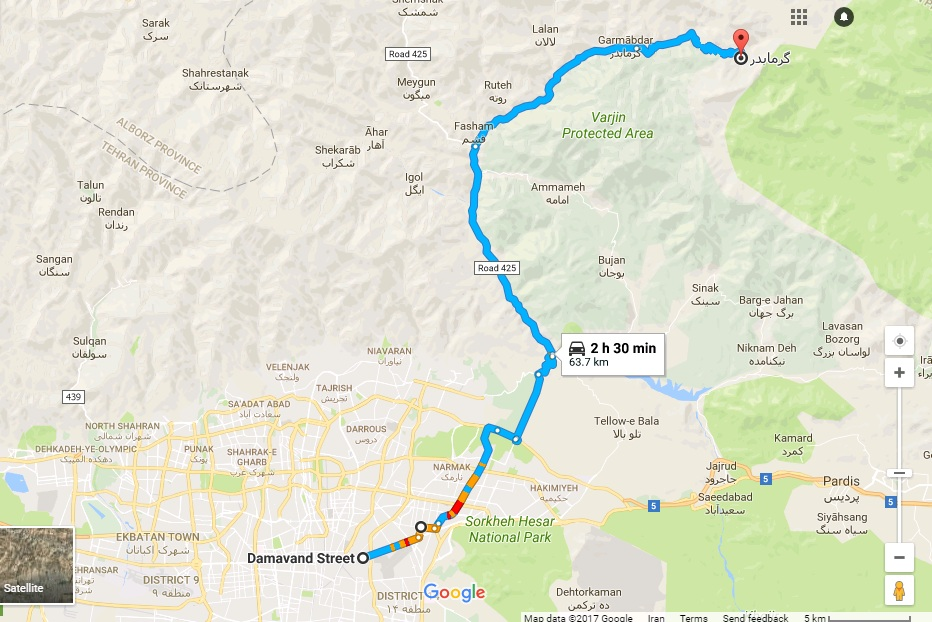 Shemshak
شمشک
Sarak
سرک
Lalan
لالان
Garmābdar
گرمابدر
گرمابدر
Road 425
Shahrestanak
شهرستانک
Meygun
میگون
Ruteh
روته
Varjin
Protected Area
Fasham
فشم
ALBORZ PROVINCE
TEHRAN PROVINCE
Āhar
آهار
Shekarāb
شکراب
Igol
ایگل
Ammameh
امامه
Talun
تالون
Rendan
رندان
Sangan
سنگان
Road 425
Bujan
بوجان
Sinak
سینک
Barg-e Jahan
برگ جهان
Lavasan
Bozorg
لواسان بزرگ
Sulqan
سولقان
NIAVARAN
نیاوران
2 h 30 min
63.7 km
Niknam Deh
نیکنامده
VELENJAK
ولنجک
TAJRISH
تجریش
439
SA'ADAT ABAD
سعادت آباد
NORTH SHAHRAN
شهران شمالی
DARROUS
دروس
Tellow-e Bala
تلو بالا
Kamard
کمرد
DEHKADEH-YE-OLYMPIC
دهکده المپیک
PUNAK
پونک
SHAHRAK-E
GHARB
شهرک غرب
NARMAK
نارمک
Jajrud
جاجرود
5
Pardis
پردیس
HAKIMIYEH
حکیمیه
5
Saeedabad
سعیدآباد
5
Siyāhsang
سیاه سنگ
Sorkheh Hesar
National Park
EKBATAN TOWN
شهرک اکباتان
Damavand Street
Satellite
DISTRICT 9
منطقه ۹
DISTRICT
منطقه ۱۴
Google
Dehtorkaman
ده ترکمن
Map data ©2017 Google
Iran
Terms
Send feedback
5 km